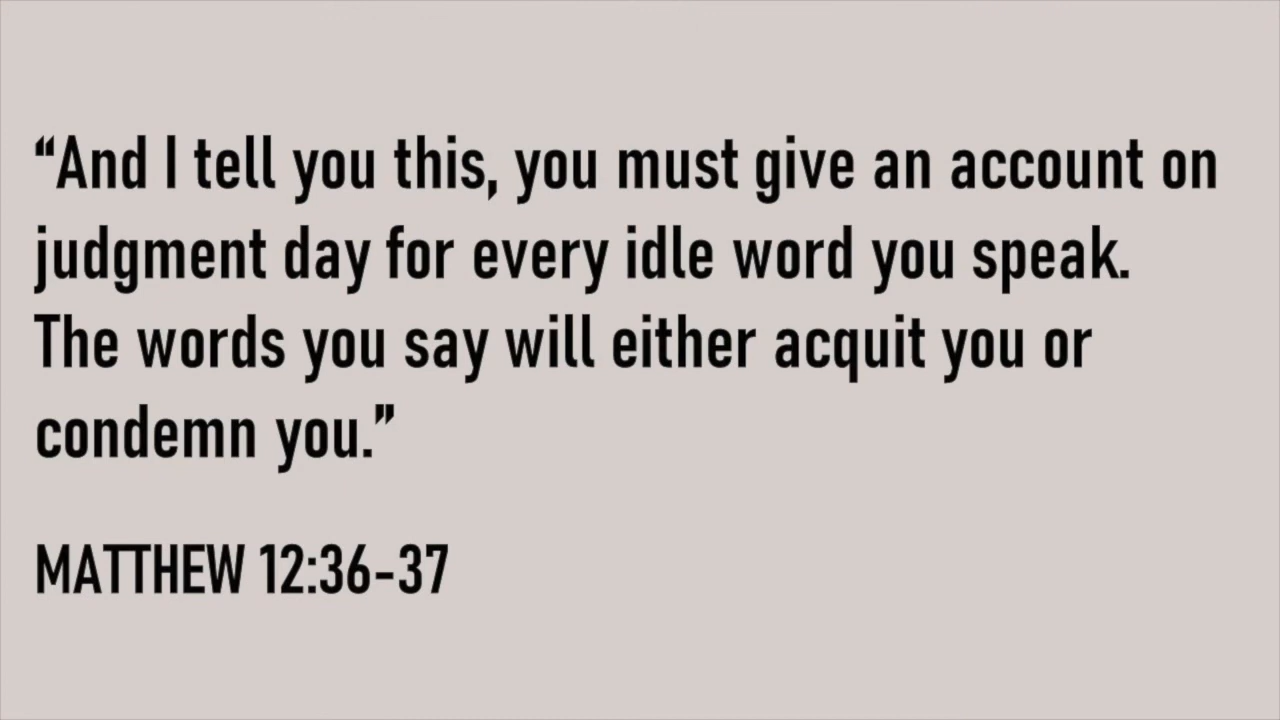 “And I tell you this, you must give an account on
judgment day for every idle word you speak.
The words you say will either acquit you or
condemn you.”
MATTHEW 12:36-37